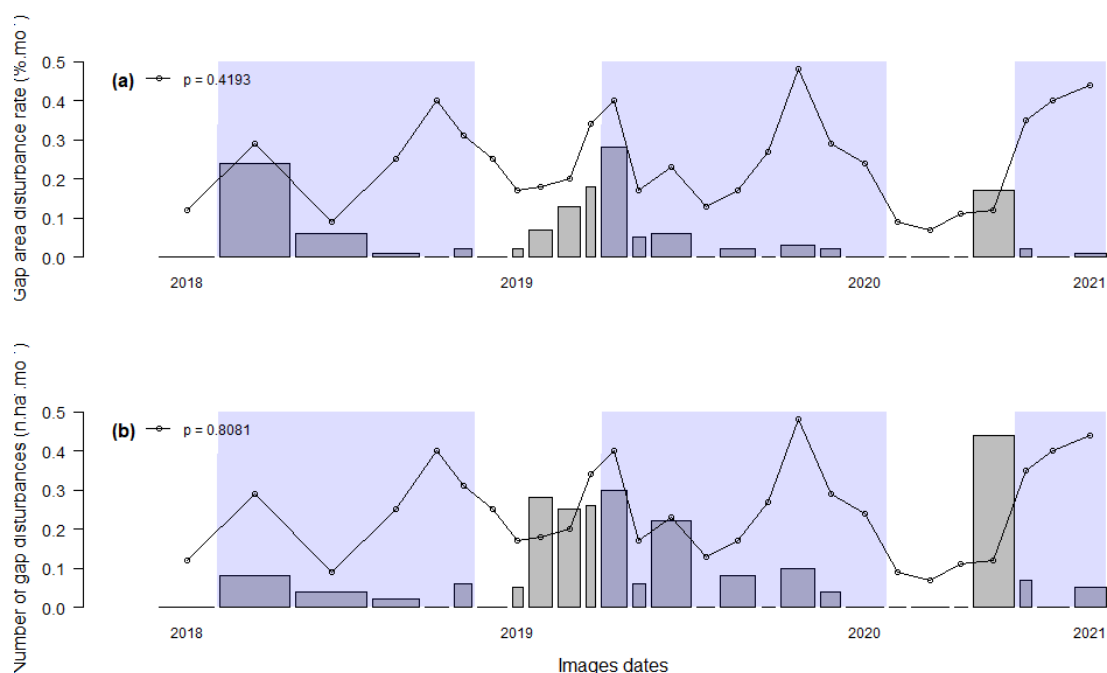 Gap area disturbance rate (%.mo
0.5
0.4
0.3
0.2
0.1
0.0
(a) p = 0.4193
2018 2019 2020 2021
Number of gap disturbances (n.ha .mo
0.5
0.4
0.3
0.2
0.1
0.0
(b) p = 0.8081
2018 2019 2020 2021
Images dates